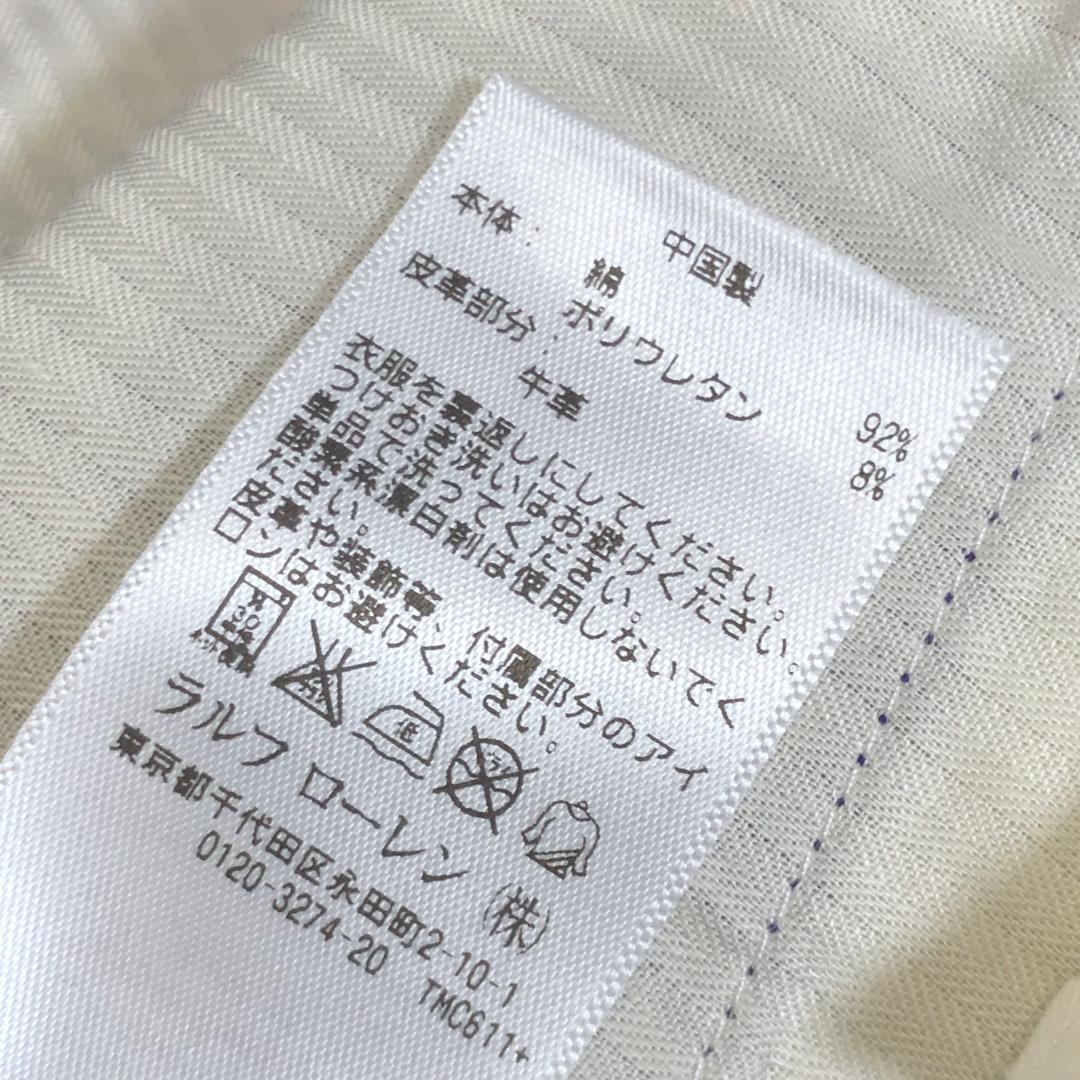 中国製
本体: 綿 92%
ポリウレタン 8%
皮革部分: 牛革
衣服を裏返しにしてください。
つけおき洗いはお避けください。
単品で洗ってください。
酸素系漂白剤は使用しないでく
ださい。
皮革や装飾等、付属部分のアイ
ロンはお避けください。
30
低
ラルフ ローレン(株)
東京都千代田区永田町2-10-1
0120-3274-20
TMC611+